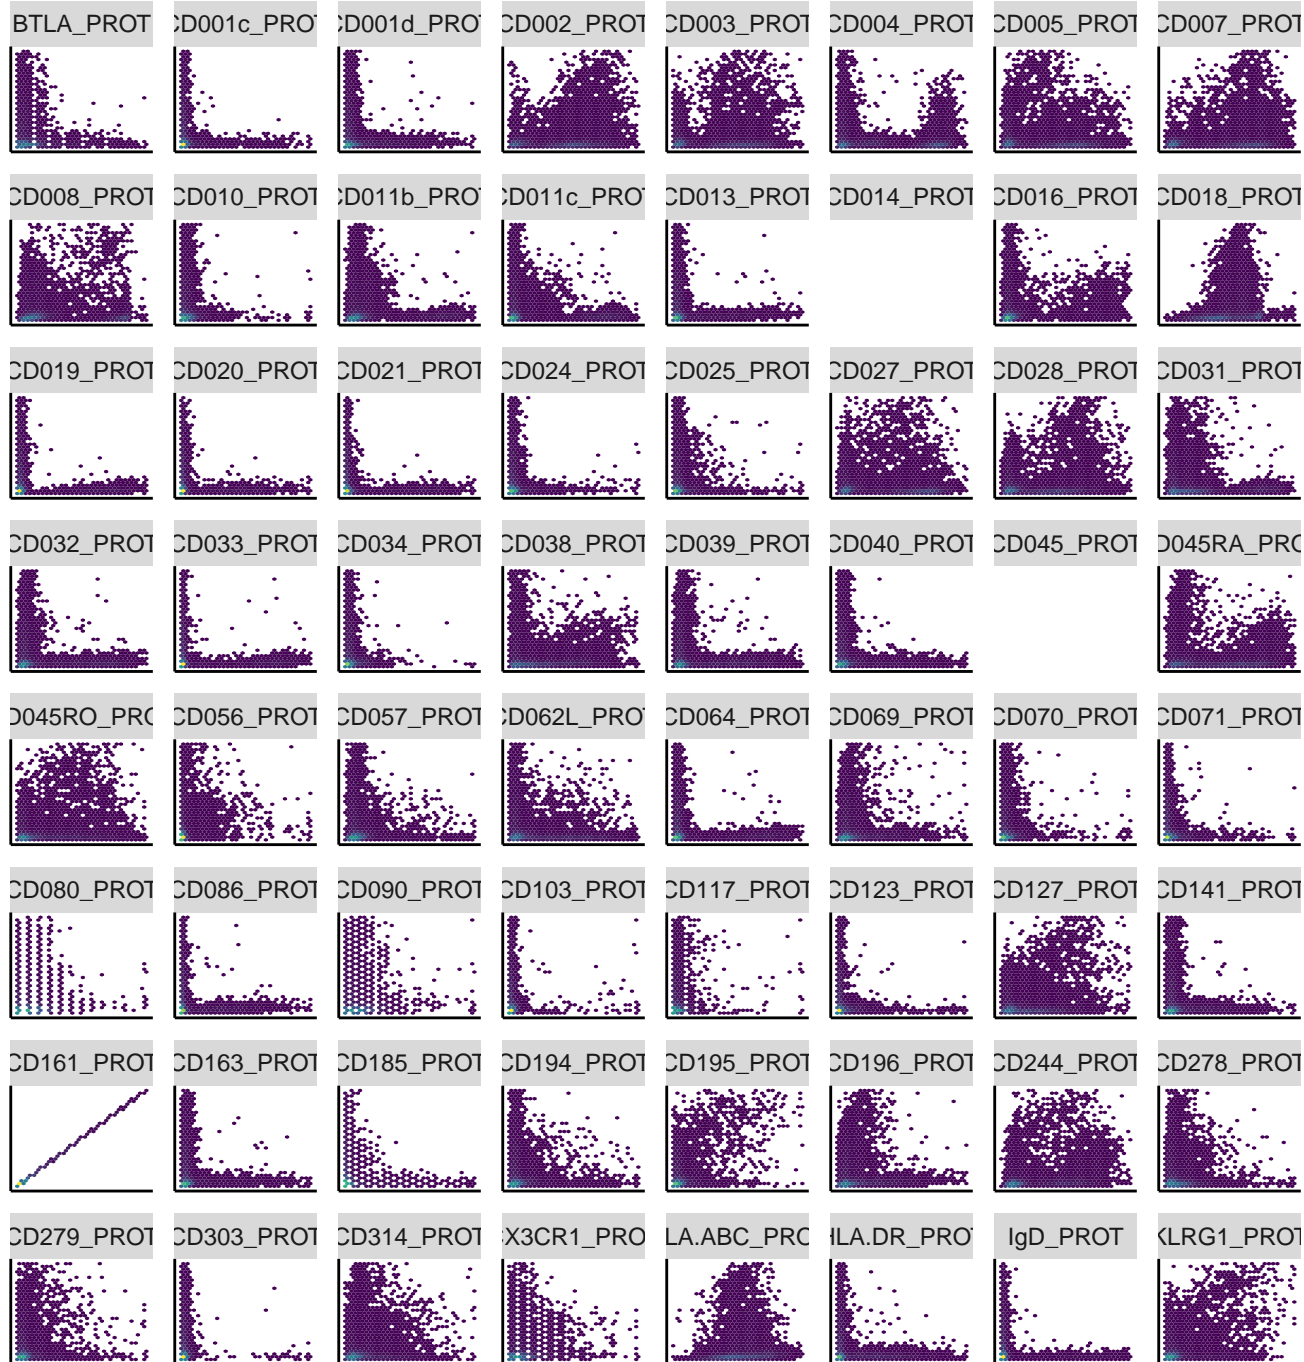 BTLA_PROT CD001c_PROT CD001d_PROT CD002_PROT CD003_PROT CD004_PROT CD005_PROT CD007_PROT
CD008_PROT CD010_PROT CD011b_PROT CD011c_PROT CD013_PROT CD014_PROT CD016_PROT CD018_PROT
CD019_PROT CD020_PROT CD021_PROT CD024_PROT CD025_PROT CD027_PROT CD028_PROT CD031_PROT
CD032_PROT CD033_PROT CD034_PROT CD038_PROT CD039_PROT CD040_PROT CD045_PROT D045RA_PRO
D045RO_PRO CD056_PROT CD057_PROT CD062L_PROT CD064_PROT CD069_PROT CD070_PROT CD071_PROT
CD080_PROT CD086_PROT CD090_PROT CD103_PROT CD117_PROT CD123_PROT CD127_PROT CD141_PROT
CD161_PROT CD163_PROT CD185_PROT CD194_PROT CD195_PROT CD196_PROT CD244_PROT CD278_PROT
CD279_PROT CD303_PROT CD314_PROT CX3CR1_PRO LA.ABC_PRO HLA.DR_PROT IgD_PROT KLRG1_PROT